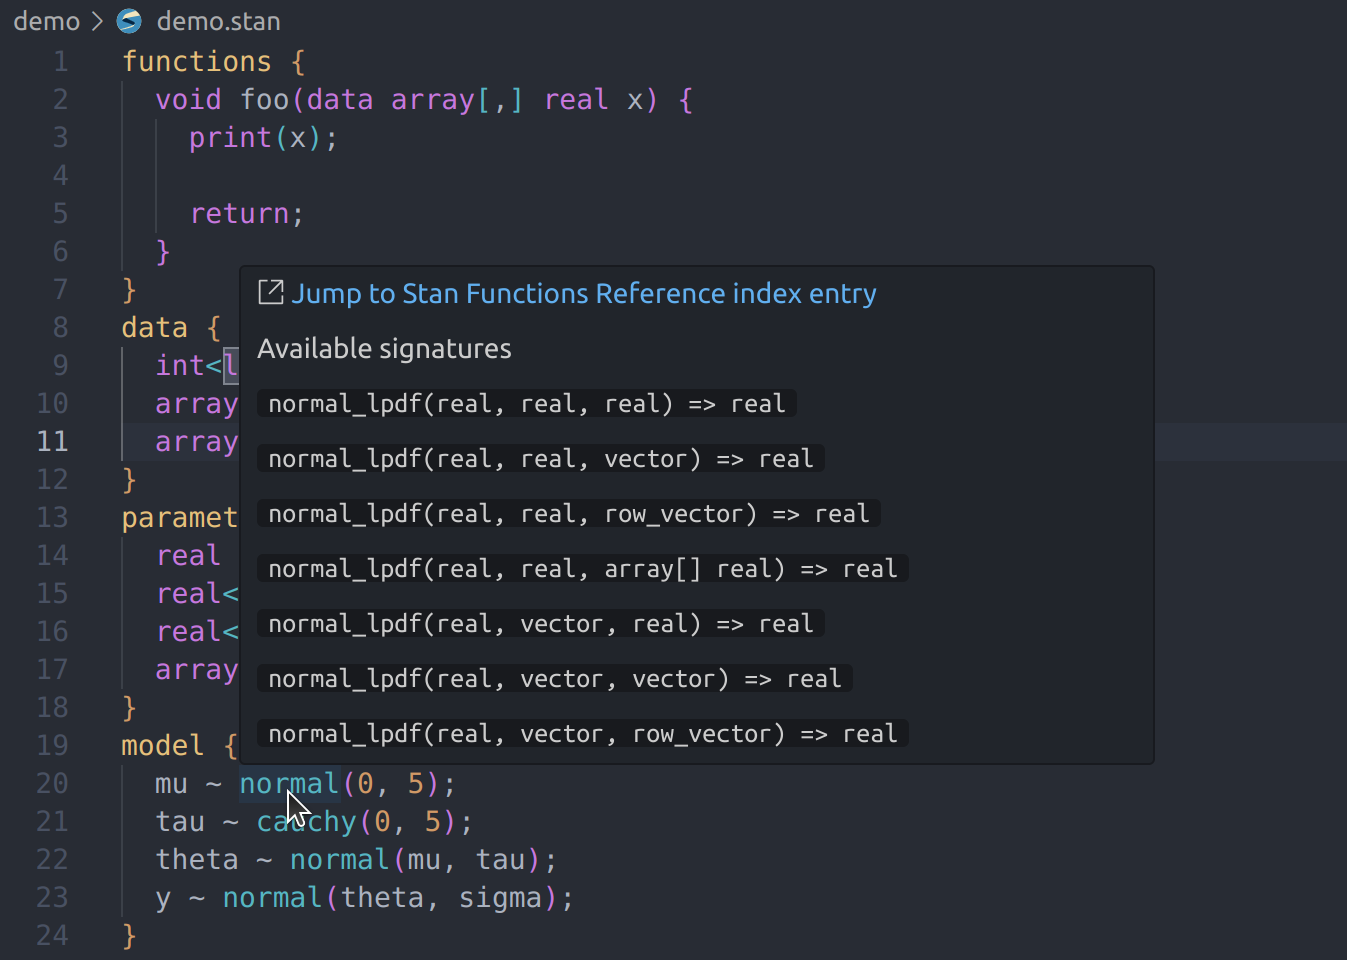 demo > demo.stan
1 functions {
2 void foo(data array[,] real x) {
3 print(x);
4
5 return;
6 }
7 }
8 data {
9 int<l
10 array
11 array
12 }
13 paramet
14 real
15 real<
16 real<
17 array
18 }
19 model {
Jump to Stan Functions Reference index entry
Available signatures
normal_lpdf(real, real, real) => real
normal_lpdf(real, real, vector) => real
normal_lpdf(real, real, row_vector) => real
normal_lpdf(real, real, array[] real) => real
normal_lpdf(real, vector, real) => real
normal_lpdf(real, vector, vector) => real
normal_lpdf(real, vector, row_vector) => real
20 mu ~ normal(0, 5);
21 tau ~ cauchy(0, 5);
22 theta ~ normal(mu, tau);
23 y ~ normal(theta, sigma);
24 }